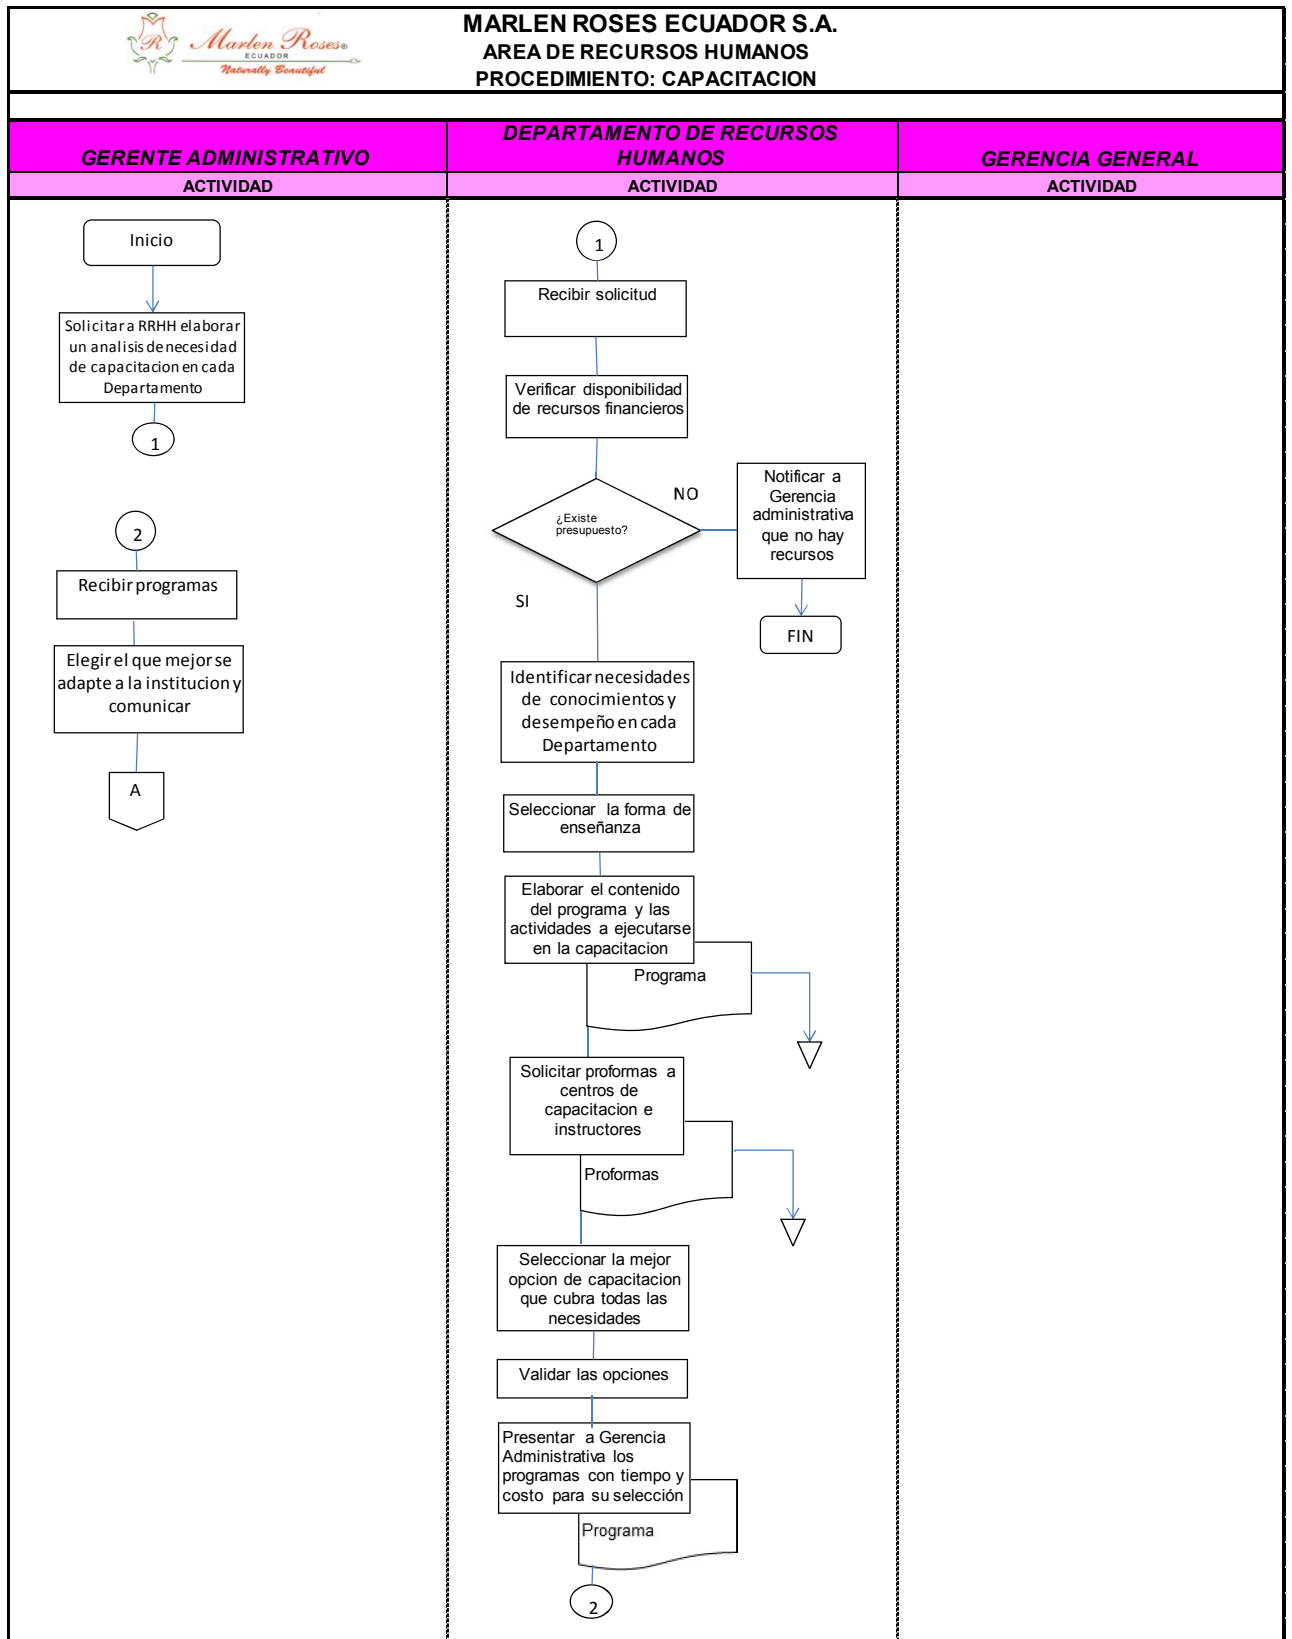 R
Marlen Roses®
ECUADOR
Naturally Beautiful
MARLEN ROSES ECUADOR S.A.
AREA DE RECURSOS HUMANOS
PROCEDIMIENTO: CAPACITACION
GERENTE ADMINISTRATIVO
ACTIVIDAD
Inicio
Solicitar a RRHH elaborar
un analisis de necesidad
de capacitacion en cada
Departamento
1
2
Recibir programas
Elegir el que mejor se
adapte a la institucion y
comunicar
A
DEPARTAMENTO DE RECURSOS
HUMANOS
ACTIVIDAD
1
Recibir solicitud
Verificar disponibilidad
de recursos financieros
¿Existe
presupuesto?
NO
Notificar a
Gerencia
administrativa
que no hay
recursos
FIN
SI
Identificar necesidades
de conocimientos y
desempeño en cada
Departamento
Seleccionar la forma de
enseñanza
Elaborar el contenido
del programa y las
actividades a ejecutarse
en la capacitacion
Programa
Solicitar proformas a
centros de
capacitacion e
instructores
Proformas
Seleccionar la mejor
opcion de capacitacion
que cubra todas las
necesidades
Validar las opciones
Presentar a Gerencia
Administrativa los
programas con tiempo y
costo para su selección
Programa
2
GERENCIA GENERAL
ACTIVIDAD